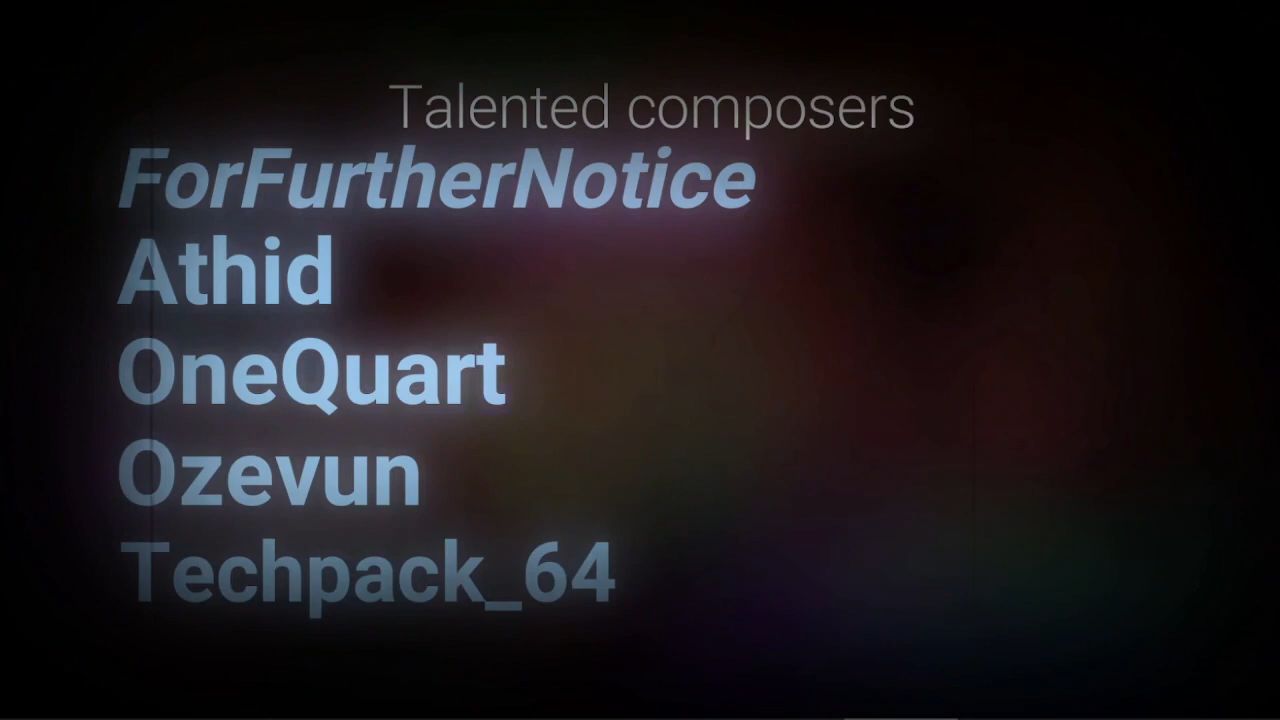 Talented composers
ForFurtherNotice
Athid
OneQuart
Ozevun
Techpack_64